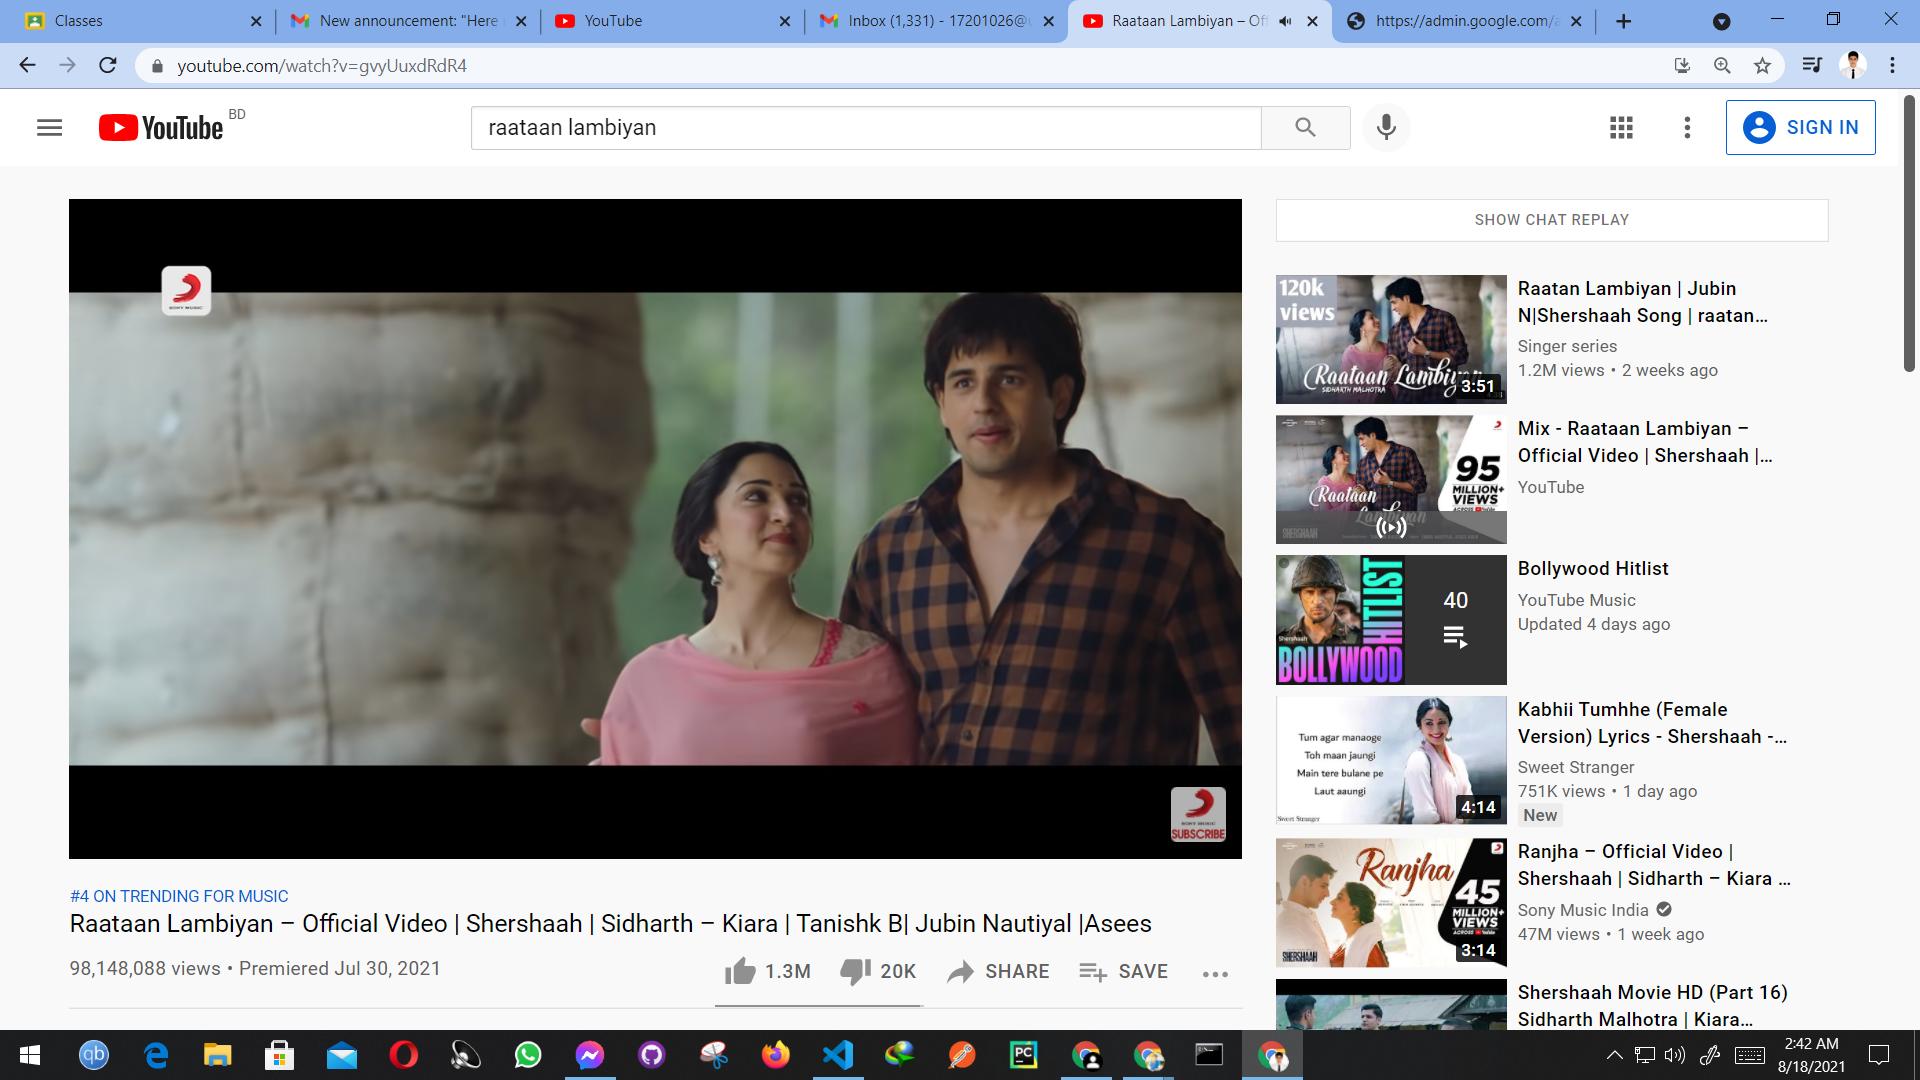 Classes
New announcement: "Here
YouTube
Inbox (1,331) - 17201026@
Raataan Lambiyan – Of
https://admin.google.com/a
youtube.com/watch?v=gvyUuxdRdR4
YouTube BD
raataan lambiyan
SIGN IN
SONY MUSIC
SONY MUSIC
SUBSCRIBE
#4 ON TRENDING FOR MUSIC
Raataan Lambiyan – Official Video | Shershaah | Sidharth – Kiara | Tanishk B| Jubin Nautiyal |Asees
98,148,088 views • Premiered Jul 30, 2021
1.3M
20K
SHARE
SAVE
SHOW CHAT REPLAY
120k
views
Raataan Lambiyan
SIDHARTH MALHOTRA
3:51
Raatan Lambiyan | Jubin
N|Shershaah Song | raatan...
Singer series
1.2M views • 2 weeks ago
Raataan
Lambiyan
95
MILLION+
VIEWS
SHERSHAAH
Mix - Raataan Lambiyan –
Official Video | Shershaah |...
YouTube
Shershaah
BOLLYWOOD
HITLIST
40
Bollywood Hitlist
YouTube Music
Updated 4 days ago
Tum agar manaoge
Toh maan jaungi
Main tere bulane pe
Laut aaungi
Sweet Stranger
4:14
Kabhii Tumhhe (Female
Version) Lyrics - Shershaah -...
Sweet Stranger
751K views • 1 day ago
New
Ranjha
45
MILLION+
VIEWS
SHERSHAAH
3:14
Ranjha – Official Video |
Shershaah | Sidharth – Kiara ...
Sony Music India
47M views • 1 week ago
Shershaah Movie HD (Part 16)
Sidharth Malhotra | Kiara...
qb
PC
2:42 AM
8/18/2021